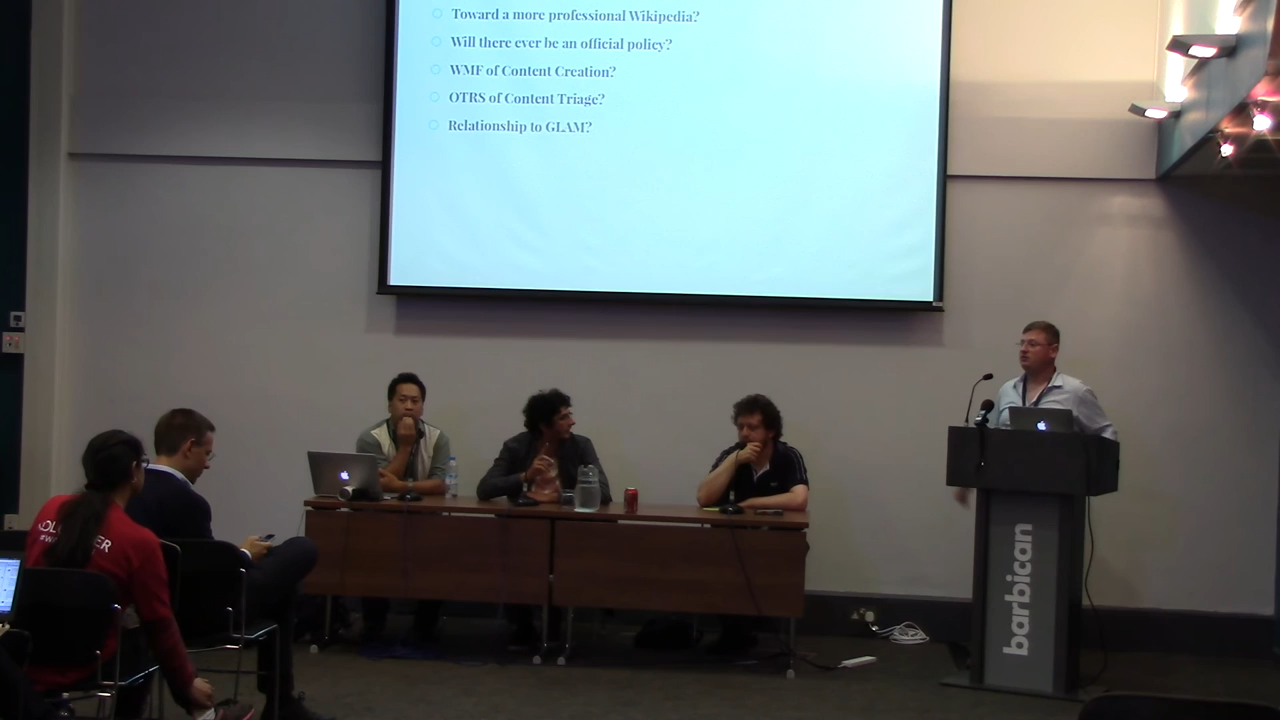 Toward a more professional Wikipedia?
Will there ever be an official policy?
WMF of Content Creation?
OTRS of Content Triage?
Relationship to GLAM?
barbican